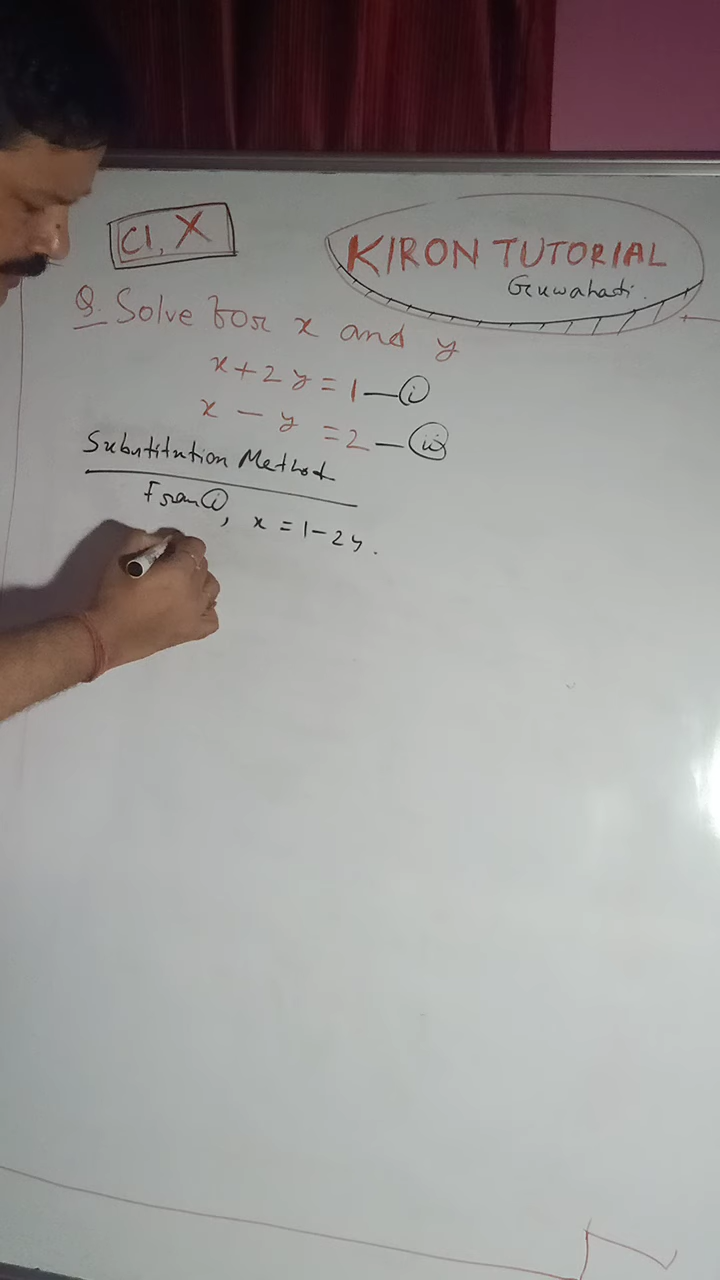 Cl, X
KIRON TUTORIAL
Guwahati.
Q. Solve for x and y
x + 2y = 1 — (i)
x - y = 2 — (ii)
Substitution Method
From (i), x = 1 - 2y.